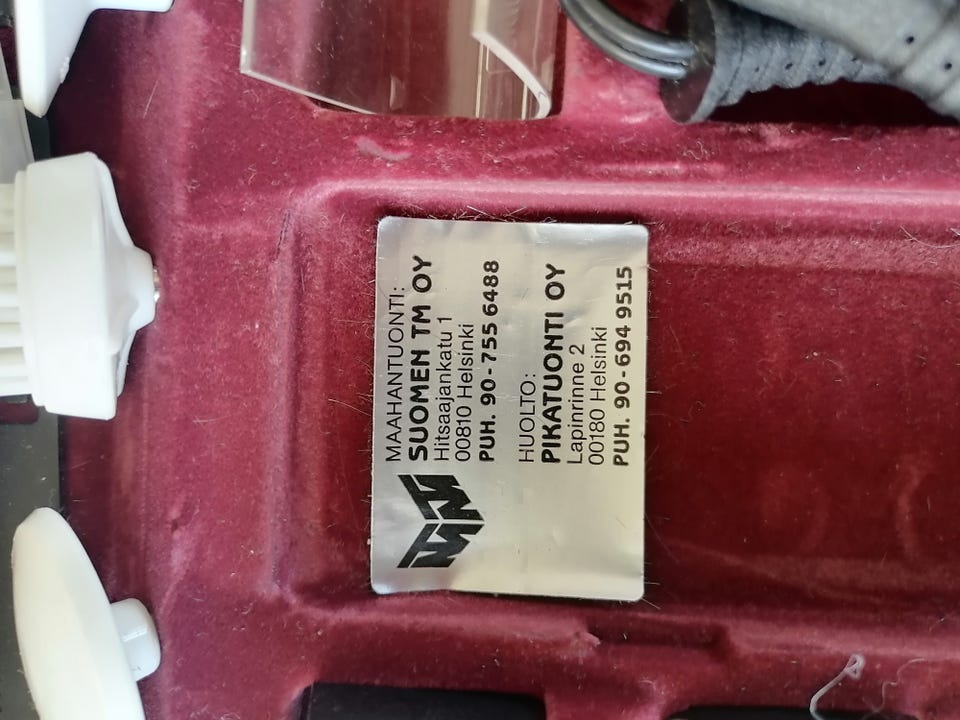 MAAHANTUONTI:
SUOMEN TM OY
Hitsaajankatu 1
00810 Helsinki
PUH. 90-755 6488
HUOLTO:
PIKATUONTI OY
Lapinrinne 2
00180 Helsinki
PUH. 90-694 9515